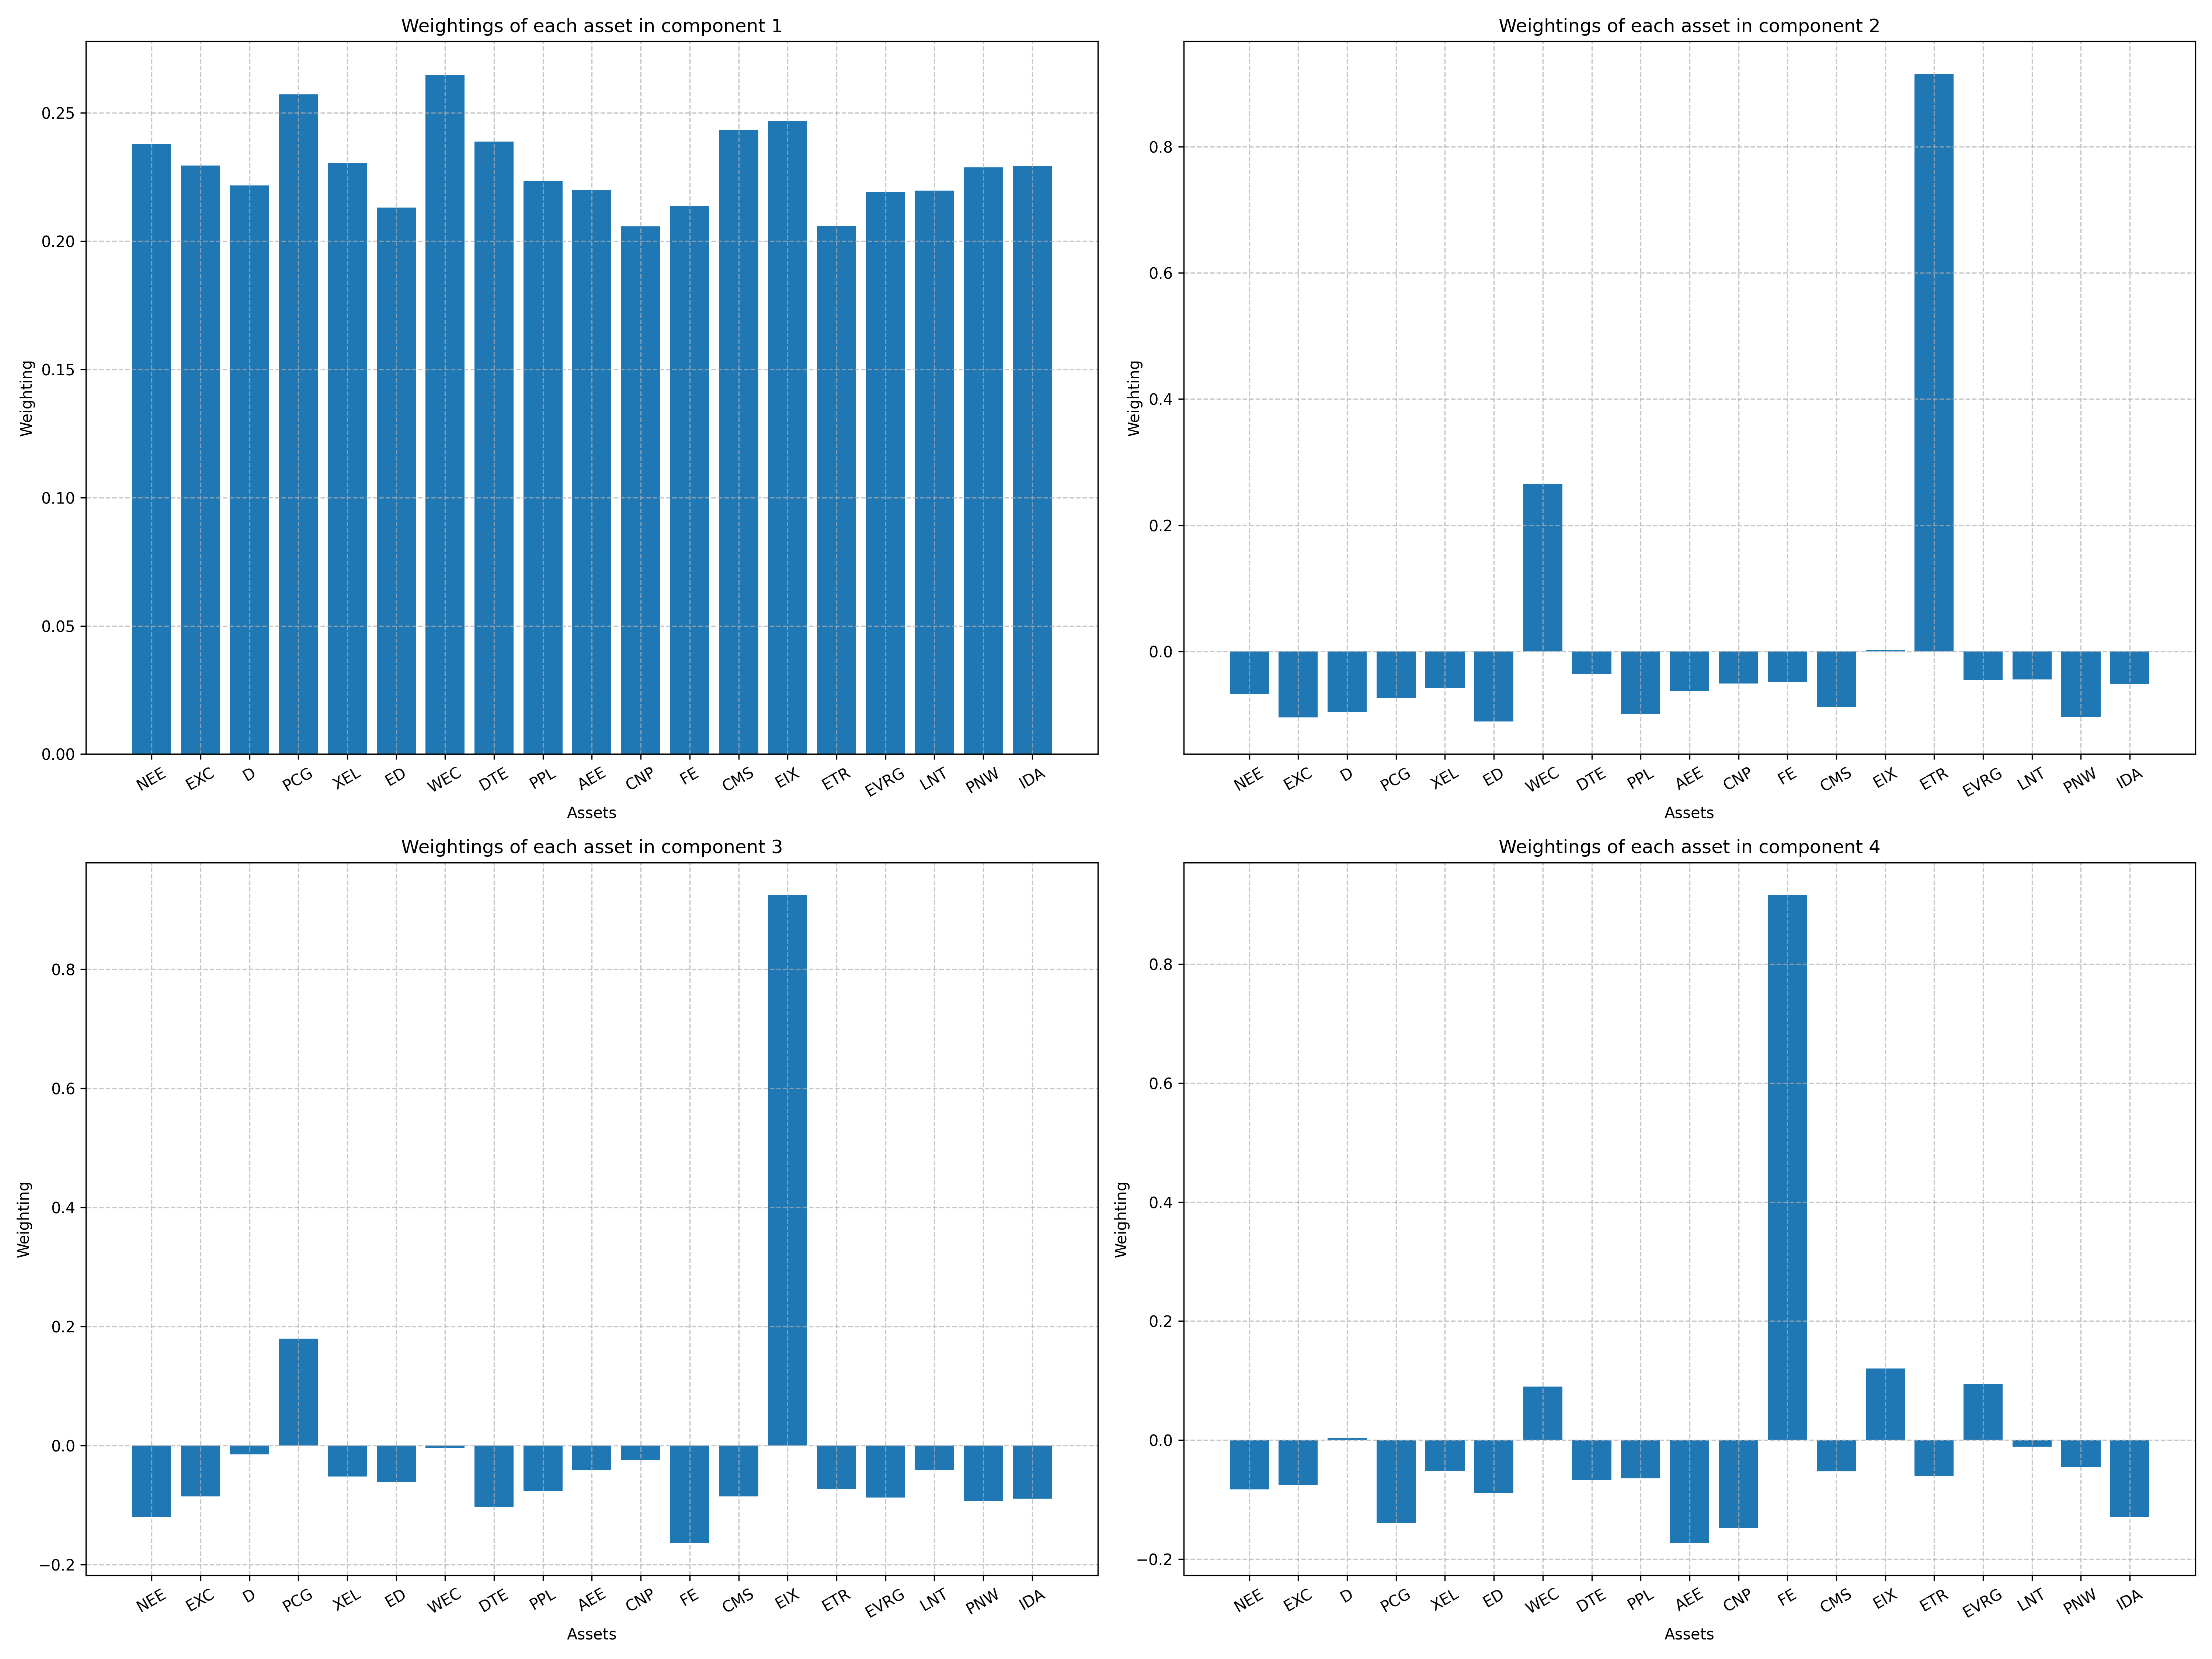 Weightings of each asset in component 1
Weighting
0.25
0.20
0.15
0.10
0.05
0.00
NEE EXC D PCG XEL ED WEC DTE PPL AEE CNP FE CMS EIX ETR EVRG LNT PNW IDA
Assets
Weightings of each asset in component 2
Weighting
0.8
0.6
0.4
0.2
0.0
NEE EXC D PCG XEL ED WEC DTE PPL AEE CNP FE CMS EIX ETR EVRG LNT PNW IDA
Assets
Weightings of each asset in component 3
Weighting
0.8
0.6
0.4
0.2
0.0
−0.2
NEE EXC D PCG XEL ED WEC DTE PPL AEE CNP FE CMS EIX ETR EVRG LNT PNW IDA
Assets
Weightings of each asset in component 4
Weighting
0.8
0.6
0.4
0.2
0.0
−0.2
NEE EXC D PCG XEL ED WEC DTE PPL AEE CNP FE CMS EIX ETR EVRG LNT PNW IDA
Assets